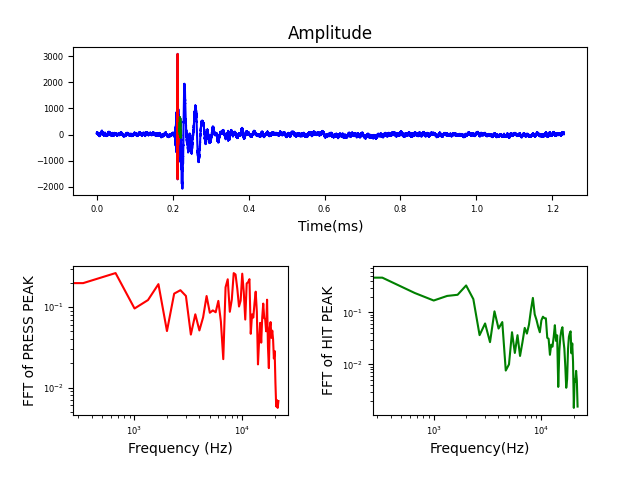 Amplitude
3000
2000
1000
0
−1000
−2000
0.0 0.2 0.4 0.6 0.8 1.0 1.2
Time(ms)
FFT of PRESS PEAK
10⁻¹
10⁻²
10³ 10⁴
Frequency (Hz)
FFT of HIT PEAK
10⁻¹
10⁻²
10³ 10⁴
Frequency(Hz)